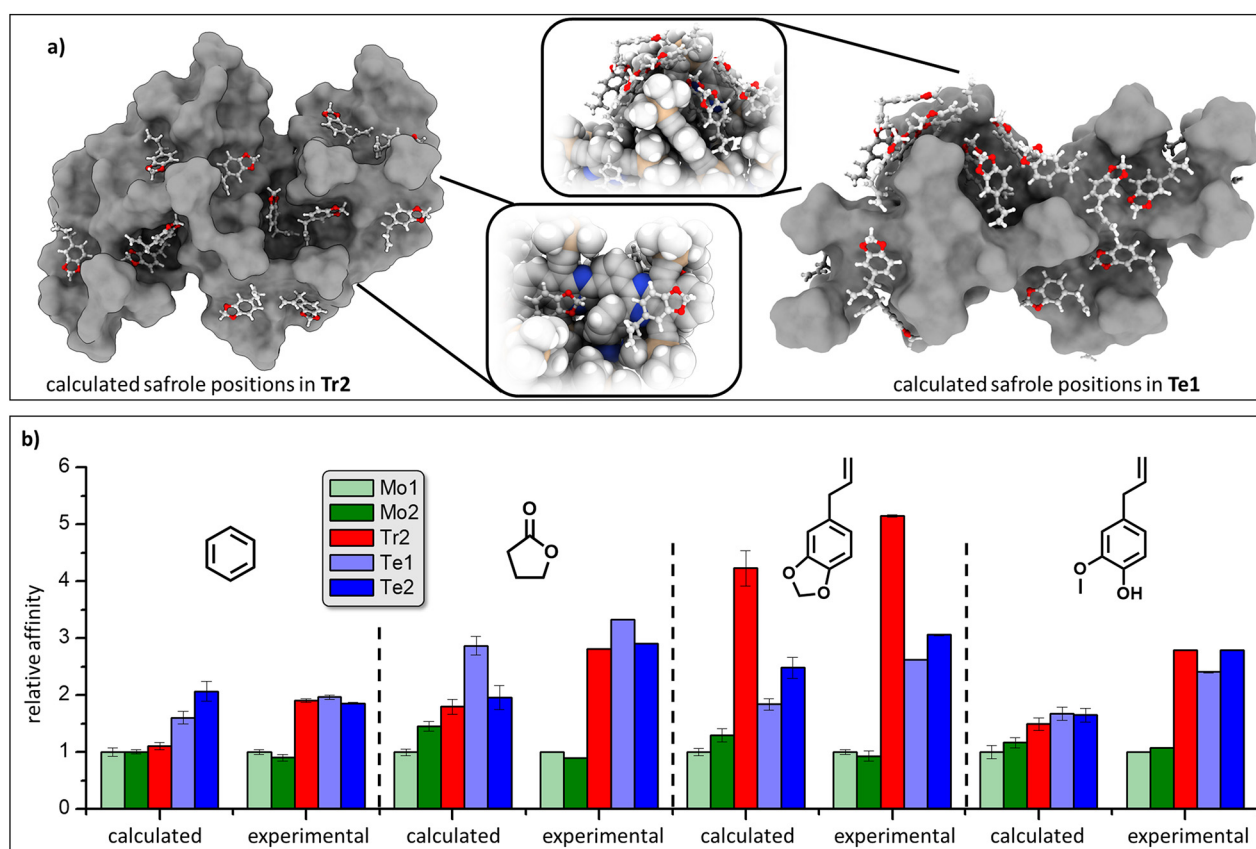 a)
calculated safrole positions in Tr2
calculated safrole positions in Te1
b)
relative affinity
6
5
4
3
2
1
0
Mo1
Mo2
Tr2
Te1
Te2
O
O
O
O
O
OH
calculated
experimental
calculated
experimental
calculated
experimental
calculated
experimental